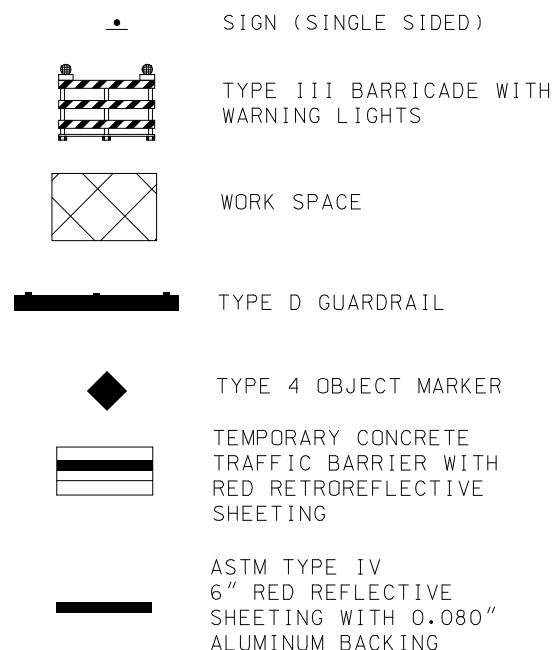 SIGN (SINGLE SIDED)
TYPE III BARRICADE WITH
WARNING LIGHTS
WORK SPACE
TYPE D GUARDRAIL
TYPE 4 OBJECT MARKER
TEMPORARY CONCRETE
TRAFFIC BARRIER WITH
RED RETROREFLECTIVE
SHEETING
ASTM TYPE IV
6" RED REFLECTIVE
SHEETING WITH 0.080"
ALUMINUM BACKING